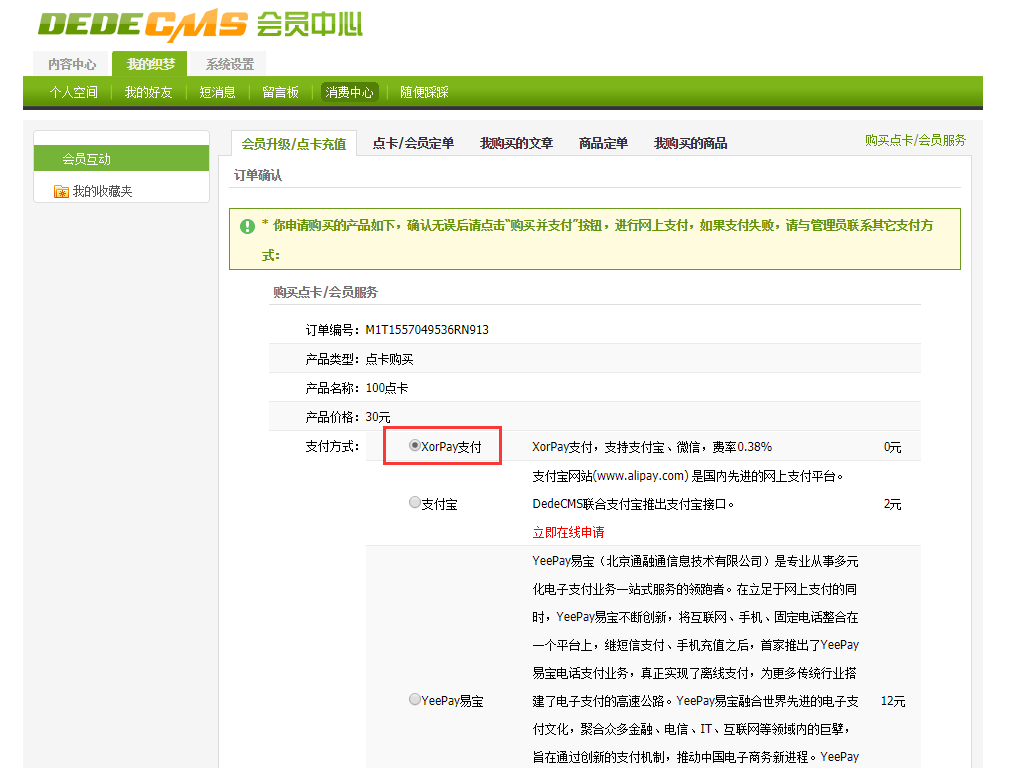 DEDECMS 会员中心
内容中心 我的织梦 系统设置
个人空间 我的好友 短消息 留言板 消费中心 随便踩踩
会员互动
我的收藏夹
会员升级/点卡充值 点卡/会员定单 我购买的文章 商品定单 我购买的商品 购买点卡/会员服务
订单确认
* 你申请购买的产品如下，确认无误后请点击“购买并支付”按钮，进行网上支付，如果支付失败，请与管理员联系其它支付方
式：
购买点卡/会员服务
订单编号： M1T1557049536RN913
产品类型： 点卡购买
产品名称： 100点卡
产品价格： 30元
支付方式： XorPay支付 XorPay支付，支持支付宝、微信，费率0.38% 0元
支付宝网站(www.alipay.com) 是国内先进的网上支付平台。
支付宝 DedeCMS联合支付宝推出支付宝接口。 2元
立即在线申请
YeePay易宝（北京通融通信息技术有限公司）是专业从事多元
化电子支付业务一站式服务的领跑者。在立足于网上支付的同
时，YeePay易宝不断创新，将互联网、手机、固定电话整合在
一个平台上，继短信支付、手机充值之后，首家推出了YeePay
易宝电话支付业务，真正实现了离线支付，为更多传统行业搭
YeePay易宝 建了电子支付的高速公路。YeePay易宝融合世界先进的电子支 12元
付文化，聚合众多金融、电信、IT、互联网等领域内的巨擘，
旨在通过创新的支付机制，推动中国电子商务新进程。YeePay